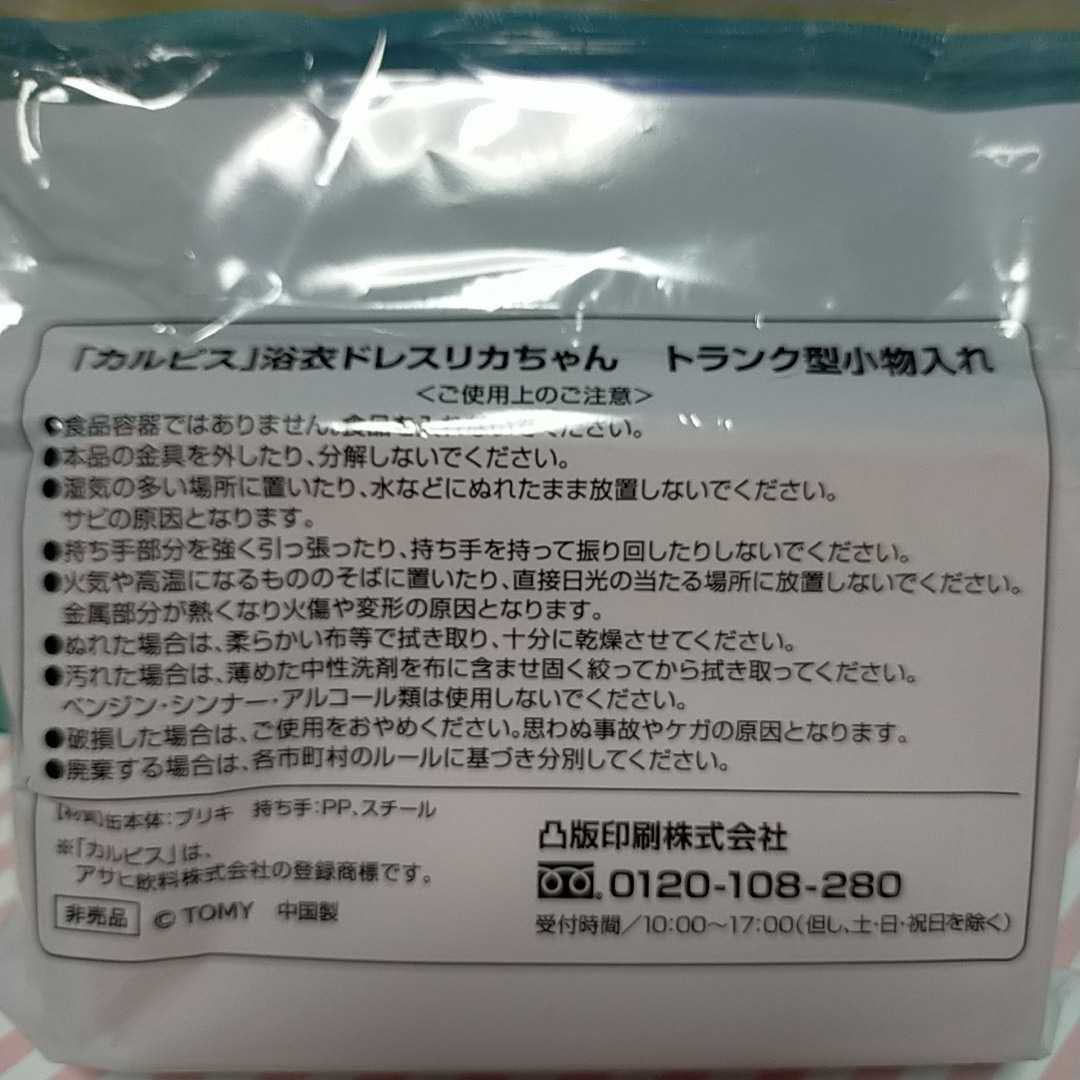 「カルピス」浴衣ドレスリカちゃん　トランク型小物入れ
＜ご使用上のご注意＞
●食品容器ではありません。食品を入れないでください。
●本品の金具を外したり、分解しないでください。
●湿気の多い場所に置いたり、水などにぬれたまま放置しないでください。
サビの原因となります。
●持ち手部分を強く引っ張ったり、持ち手を持って振り回したりしないでください。
●火気や高温になるもののそばに置いたり、直接日光の当たる場所に放置しないでください。
金属部分が熱くなり火傷や変形の原因となります。
●ぬれた場合は、柔らかい布等で拭き取り、十分に乾燥させてください。
●汚れた場合は、薄めた中性洗剤を布に含ませ固く絞ってから拭き取ってください。
ベンジン・シンナー・アルコール類は使用しないでください。
●破損した場合は、ご使用をおやめください。思わぬ事故やケガの原因となります。
●廃棄する場合は、各市町村のルールに基づき分別してください。
【材質】缶本体：ブリキ　持ち手：PP、スチール
※「カルピス」は、
アサヒ飲料株式会社の登録商標です。
非売品 © TOMY 中国製
凸版印刷株式会社
0120-108-280
受付時間／10:00～17:00（但し、土・日・祝日を除く）